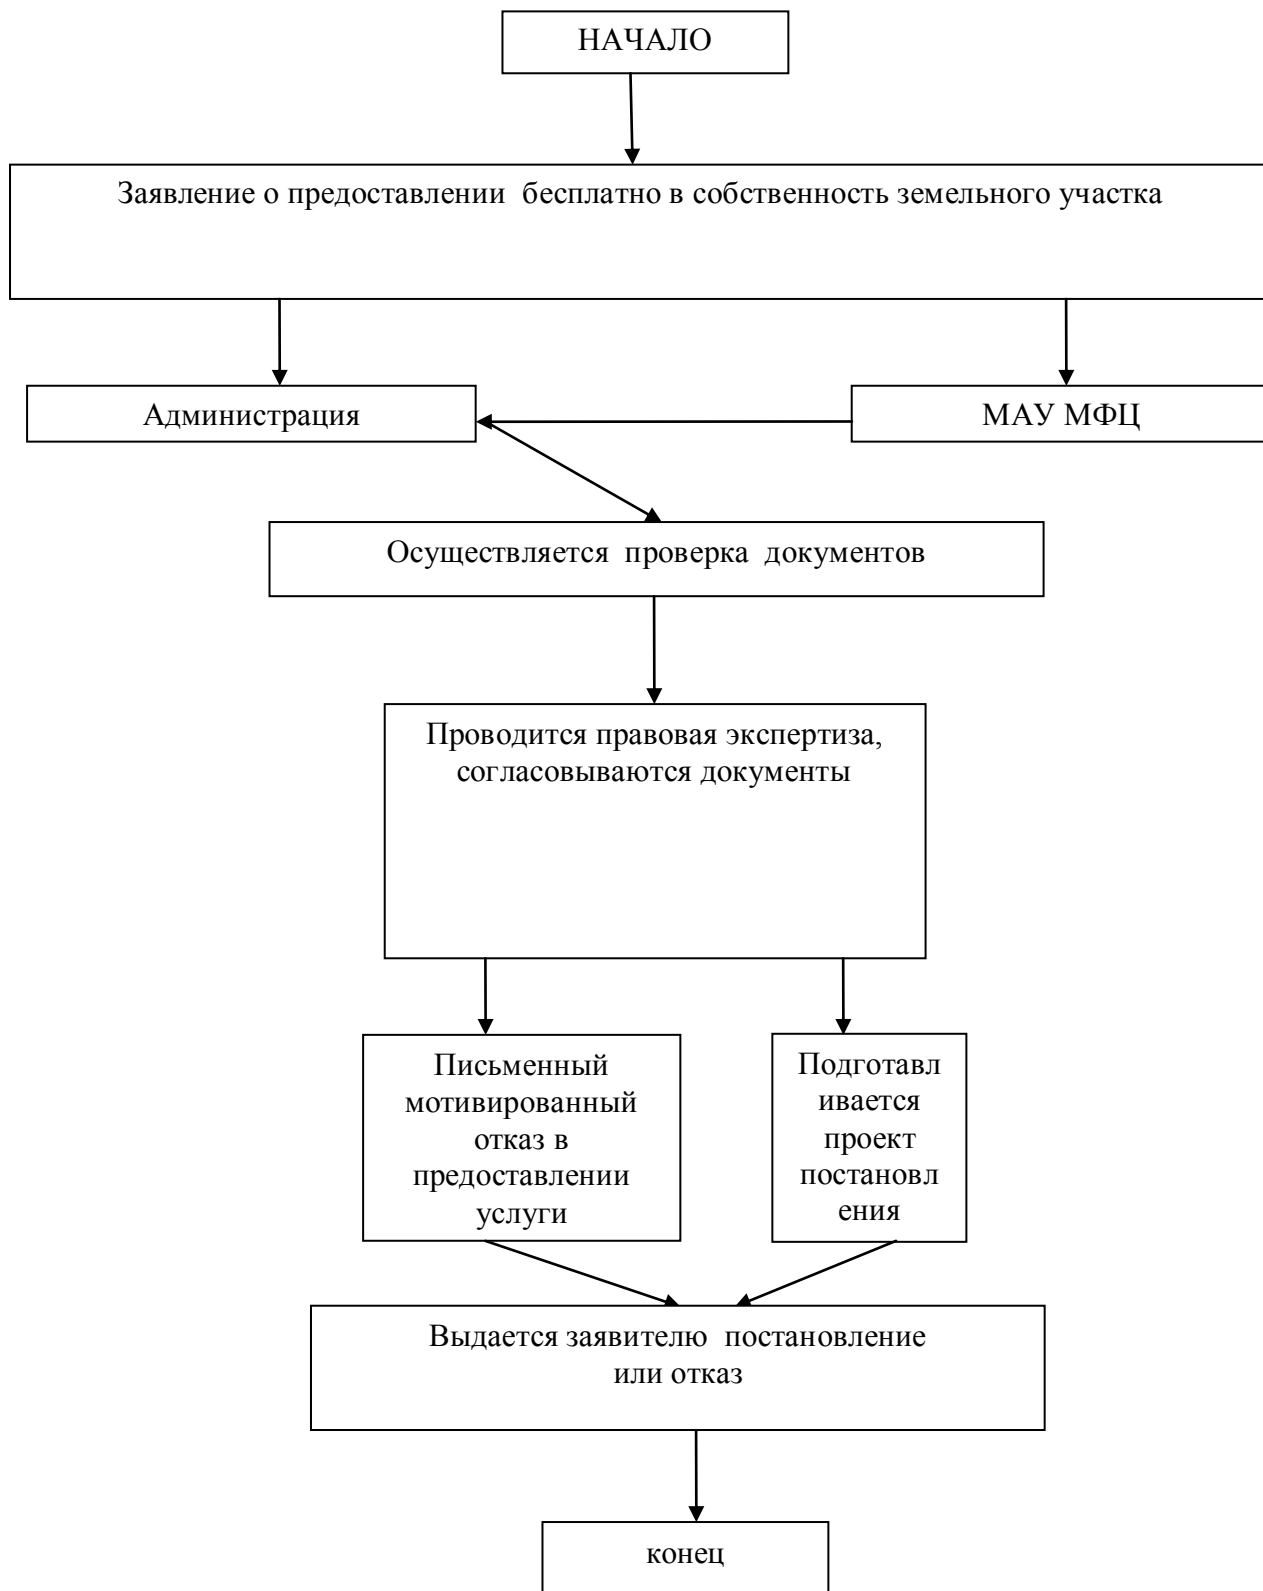 НАЧАЛО
Заявление о предоставлении бесплатно в собственность земельного участка
Администрация
МАУ МФЦ
Осуществляется проверка документов
Проводится правовая экспертиза,
согласовываются документы
Письменный
мотивированный
отказ в
предоставлении
услуги
Подготавл
ивается
проект
постановл
ения
Выдается заявителю постановление
или отказ
конец